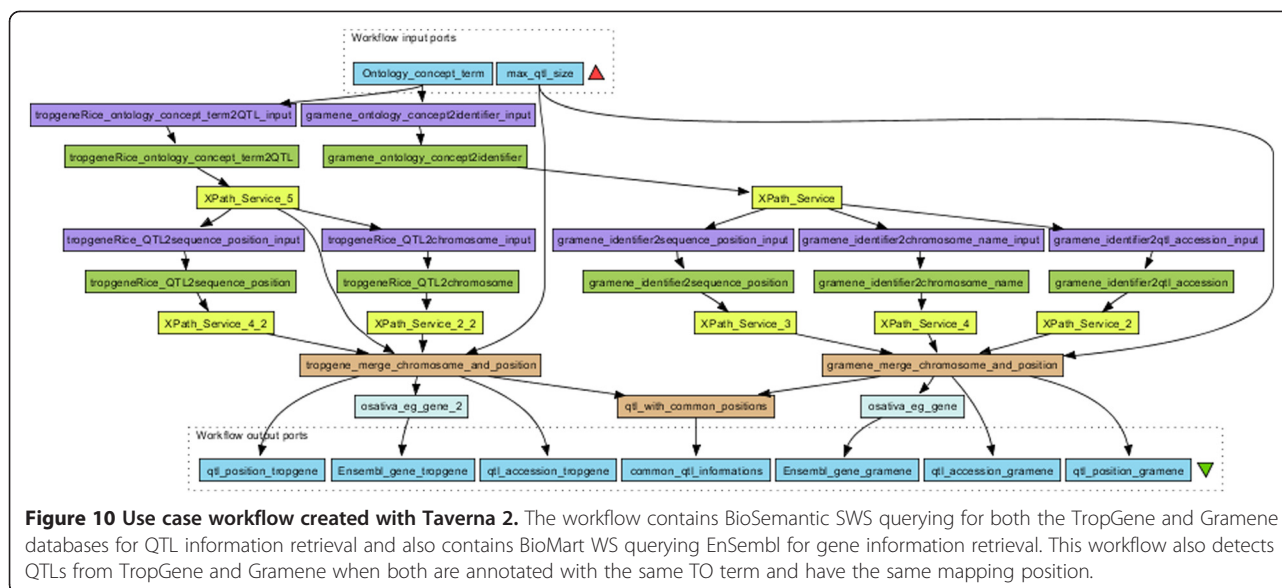 Workflow input ports
Ontology_concept_term max_qtl_size
tropgeneRice_ontology_concept_term2QTL_input gramene_ontology_concept2identifier_input
tropgeneRice_ontology_concept_term2QTL gramene_ontology_concept2identifier
XPath_Service_5 XPath_Service
tropgeneRice_QTL2sequence_position_input tropgeneRice_QTL2chromosome_input gramene_identifier2sequence_position_input gramene_identifier2chromosome_name_input gramene_identifier2qtl_accession_input
tropgeneRice_QTL2sequence_position tropgeneRice_QTL2chromosome gramene_identifier2sequence_position gramene_identifier2chromosome_name gramene_identifier2qtl_accession
XPath_Service_4_2 XPath_Service_2_2 XPath_Service_3 XPath_Service_4 XPath_Service_2
tropgene_merge_chromosome_and_position gramene_merge_chromosome_and_position
osativa_eg_gene_2 qtl_with_common_positions osativa_eg_gene
Workflow output ports
qtl_position_tropgene Ensembl_gene_tropgene qtl_accession_tropgene common_qtl_informations Ensembl_gene_gramene qtl_accession_gramene qtl_position_gramene
Figure 10 Use case workflow created with Taverna 2. The workflow contains BioSemantic SWS querying for both the TropGene and Gramene
databases for QTL information retrieval and also contains BioMart WS querying EnSembl for gene information retrieval. This workflow also detects
QTLs from TropGene and Gramene when both are annotated with the same TO term and have the same mapping position.